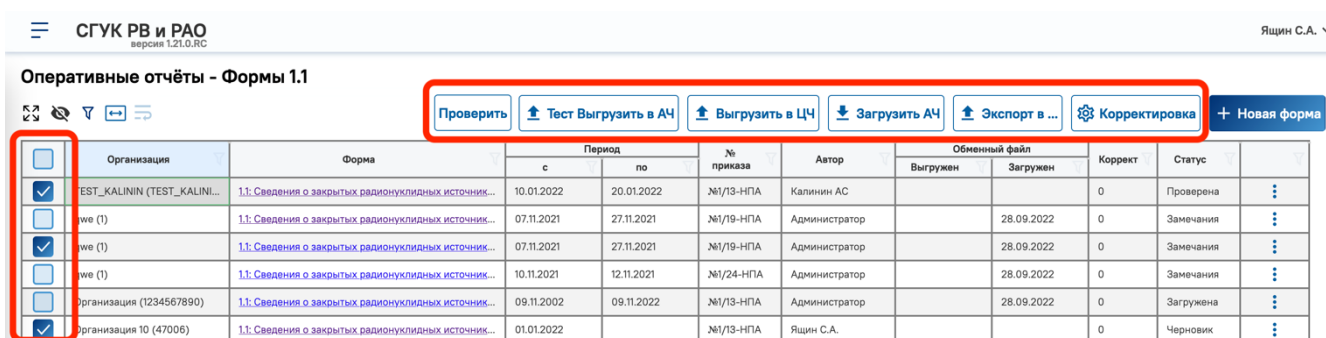 СГУК РВ и РАО
версия 1.21.0.RC
Ящин С.А.
Оперативные отчёты - Формы 1.1
Проверить Тест Выгрузить в АЧ Выгрузить в ЦЧ Загрузить АЧ Экспорт в ... Корректировка + Новая форма
Организация Форма Период № приказа Автор Обменный файл Коррект Статус
с по Выгружен Загружен
TEST_KALININ (TEST_KALINI... 1.1: Сведения о закрытых радионуклидных источник... 10.01.2022 20.01.2022 №1/13-НПА Калинин АС 0 Проверена
qwe (1) 1.1: Сведения о закрытых радионуклидных источник... 07.11.2021 27.11.2021 №1/19-НПА Администратор 28.09.2022 0 Замечания
qwe (1) 1.1: Сведения о закрытых радионуклидных источник... 07.11.2021 27.11.2021 №1/19-НПА Администратор 28.09.2022 0 Замечания
qwe (1) 1.1: Сведения о закрытых радионуклидных источник... 10.11.2021 12.11.2021 №1/24-НПА Администратор 28.09.2022 0 Замечания
Организация (1234567890) 1.1: Сведения о закрытых радионуклидных источник... 09.11.2002 09.11.2022 №1/13-НПА Администратор 28.09.2022 0 Загружена
Организация 10 (47006) 1.1: Сведения о закрытых радионуклидных источник... 01.01.2022 №1/13-НПА Ящин С.А. 0 Черновик